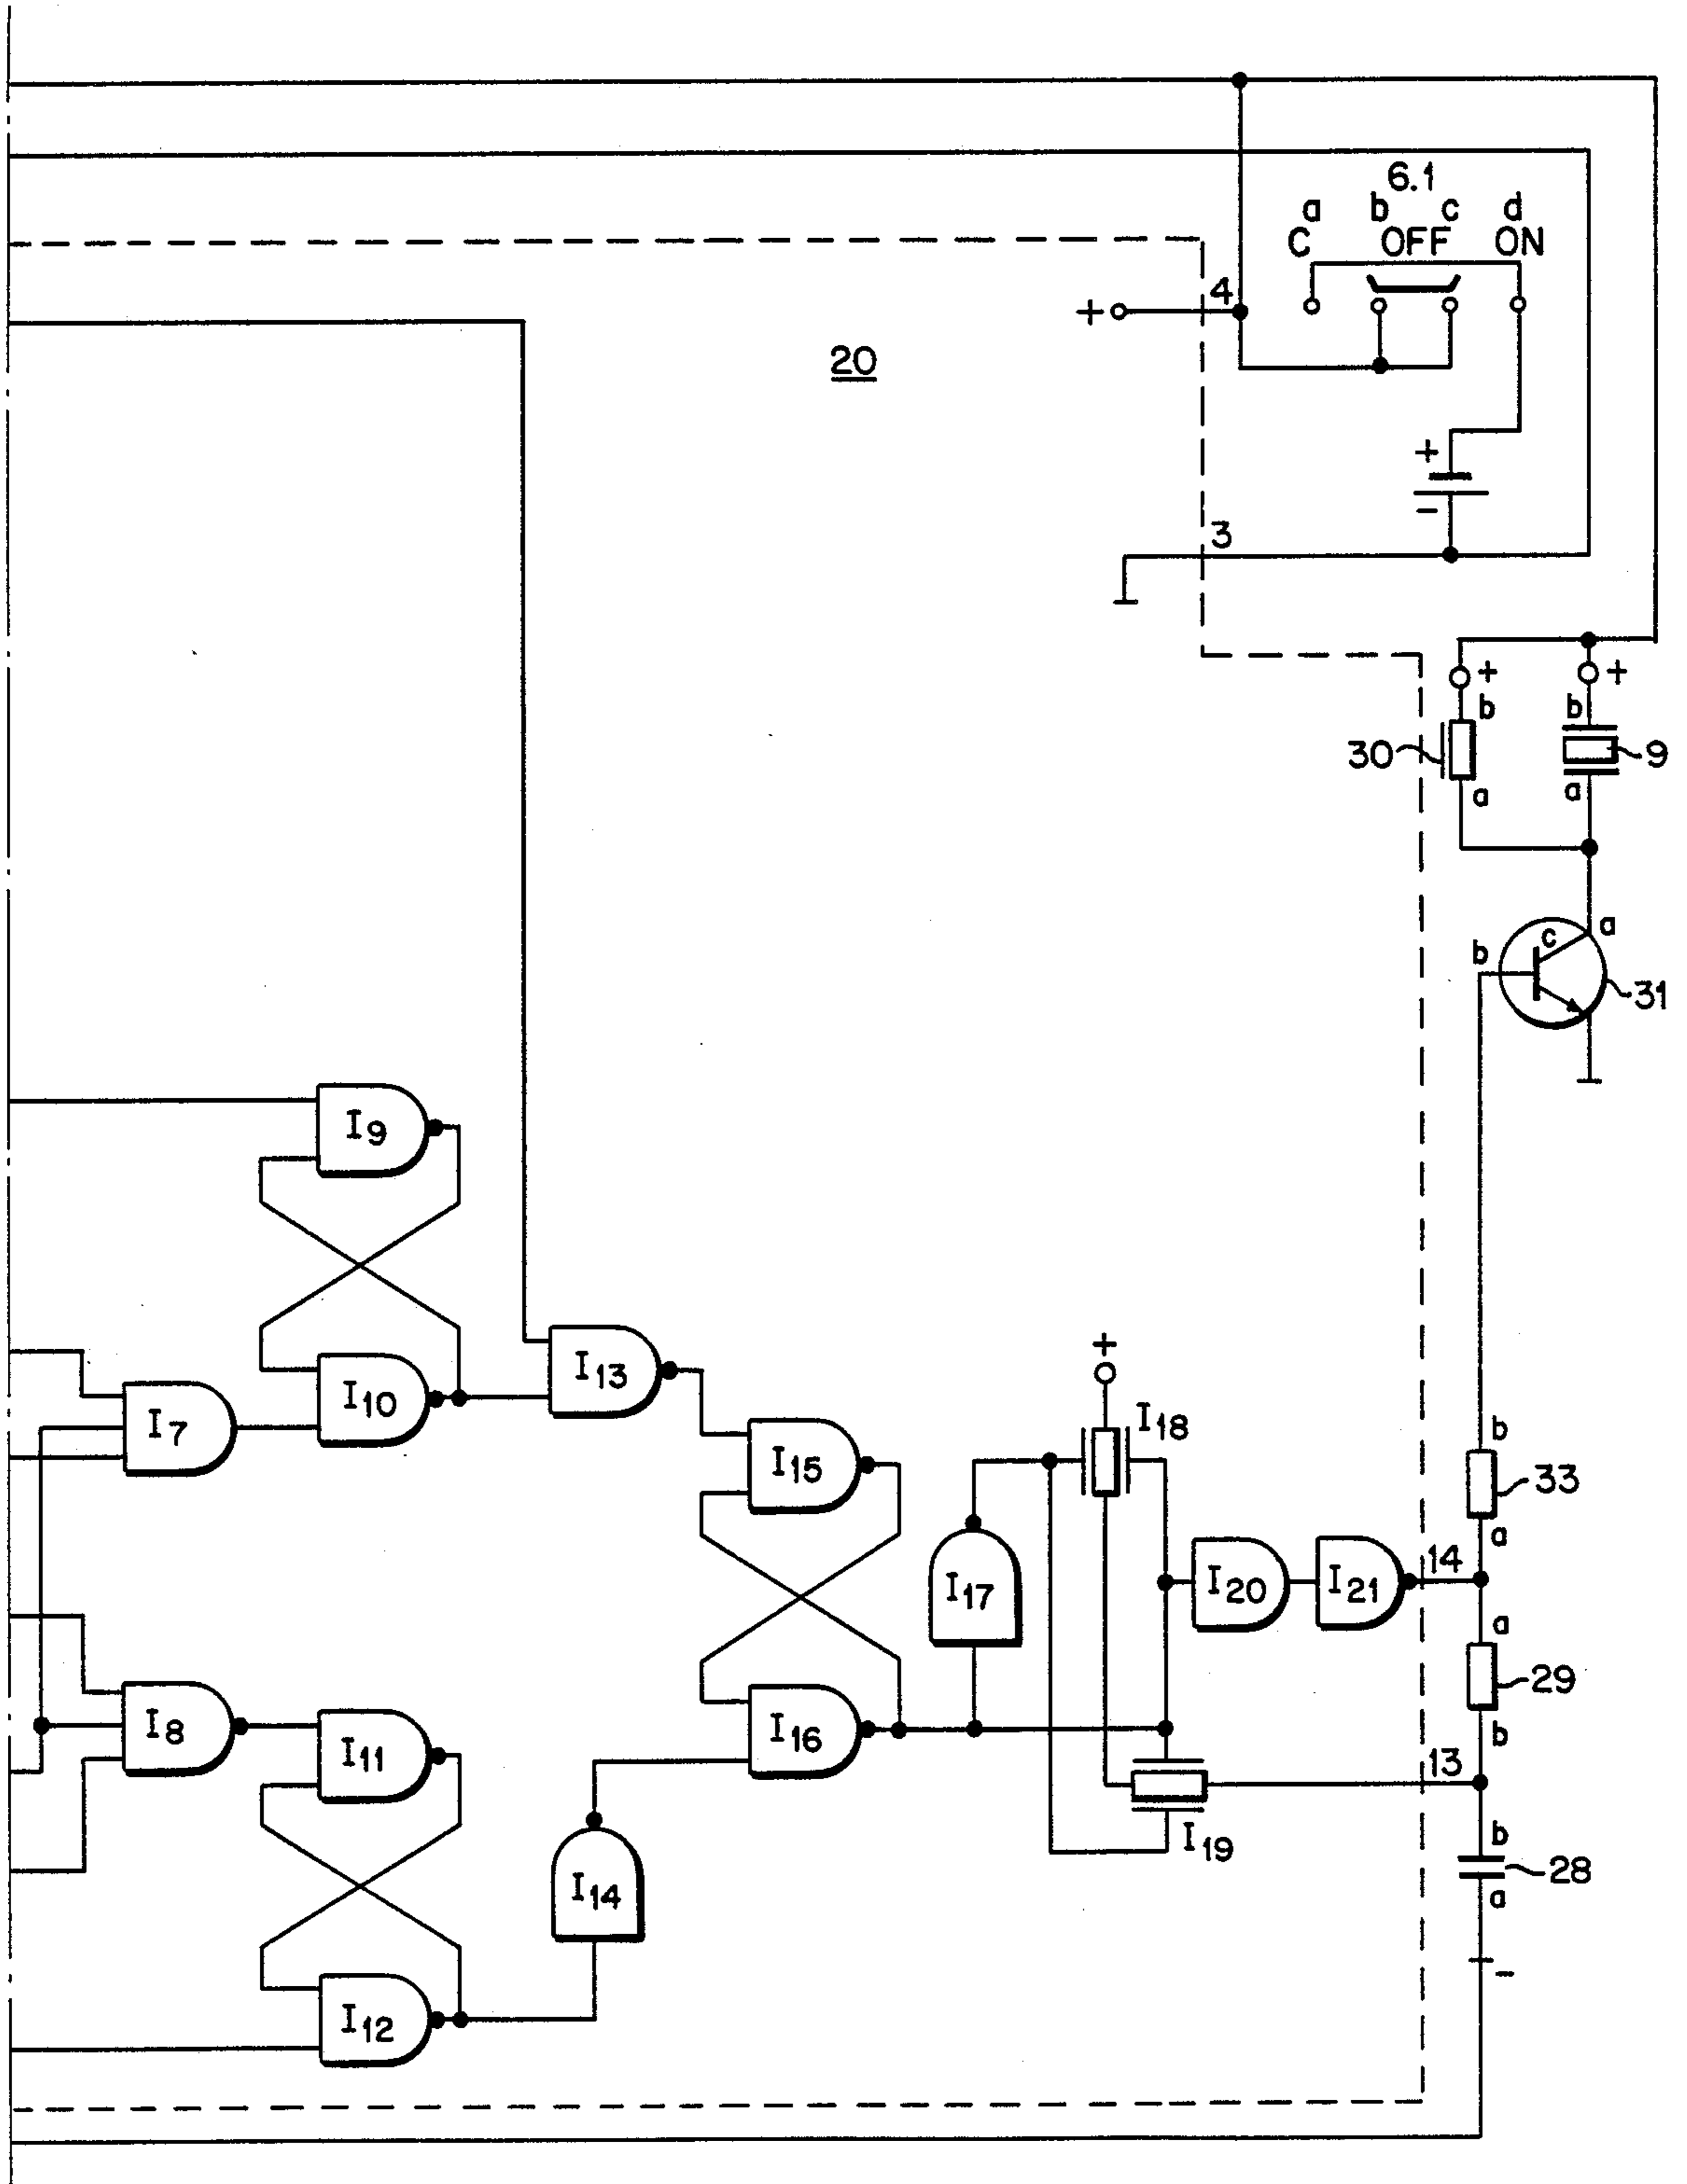 6.1
a b c d
C OFF ON
4
+
20
+
-
3
+ +
b b
30 9
a a
a
b c
31
I9
+
I13
I10
I18
b
I7
I15
33
a
14
I17 I20 I21
a
29
I8
I16
b
I11
13
b
I19
28
I14
a
-
I12